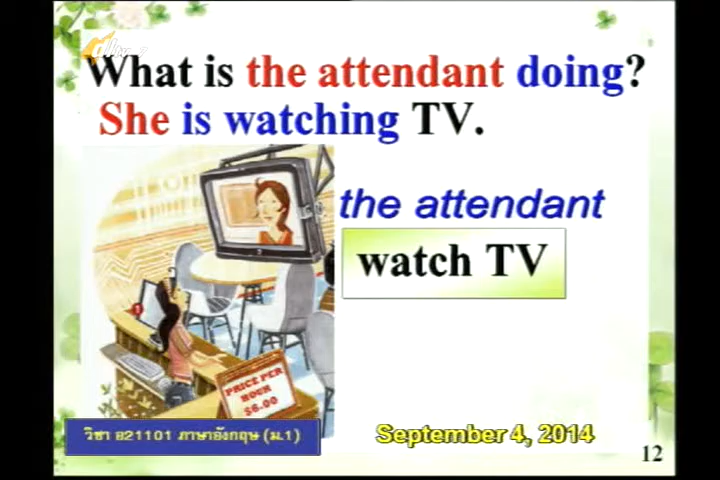 What is the attendant doing?
She is watching TV.
the attendant
watch TV
PRICE PER
HOUR
$6.00
วิชา อ21101 ภาษาอังกฤษ (ม.1)
September 4, 2014
12